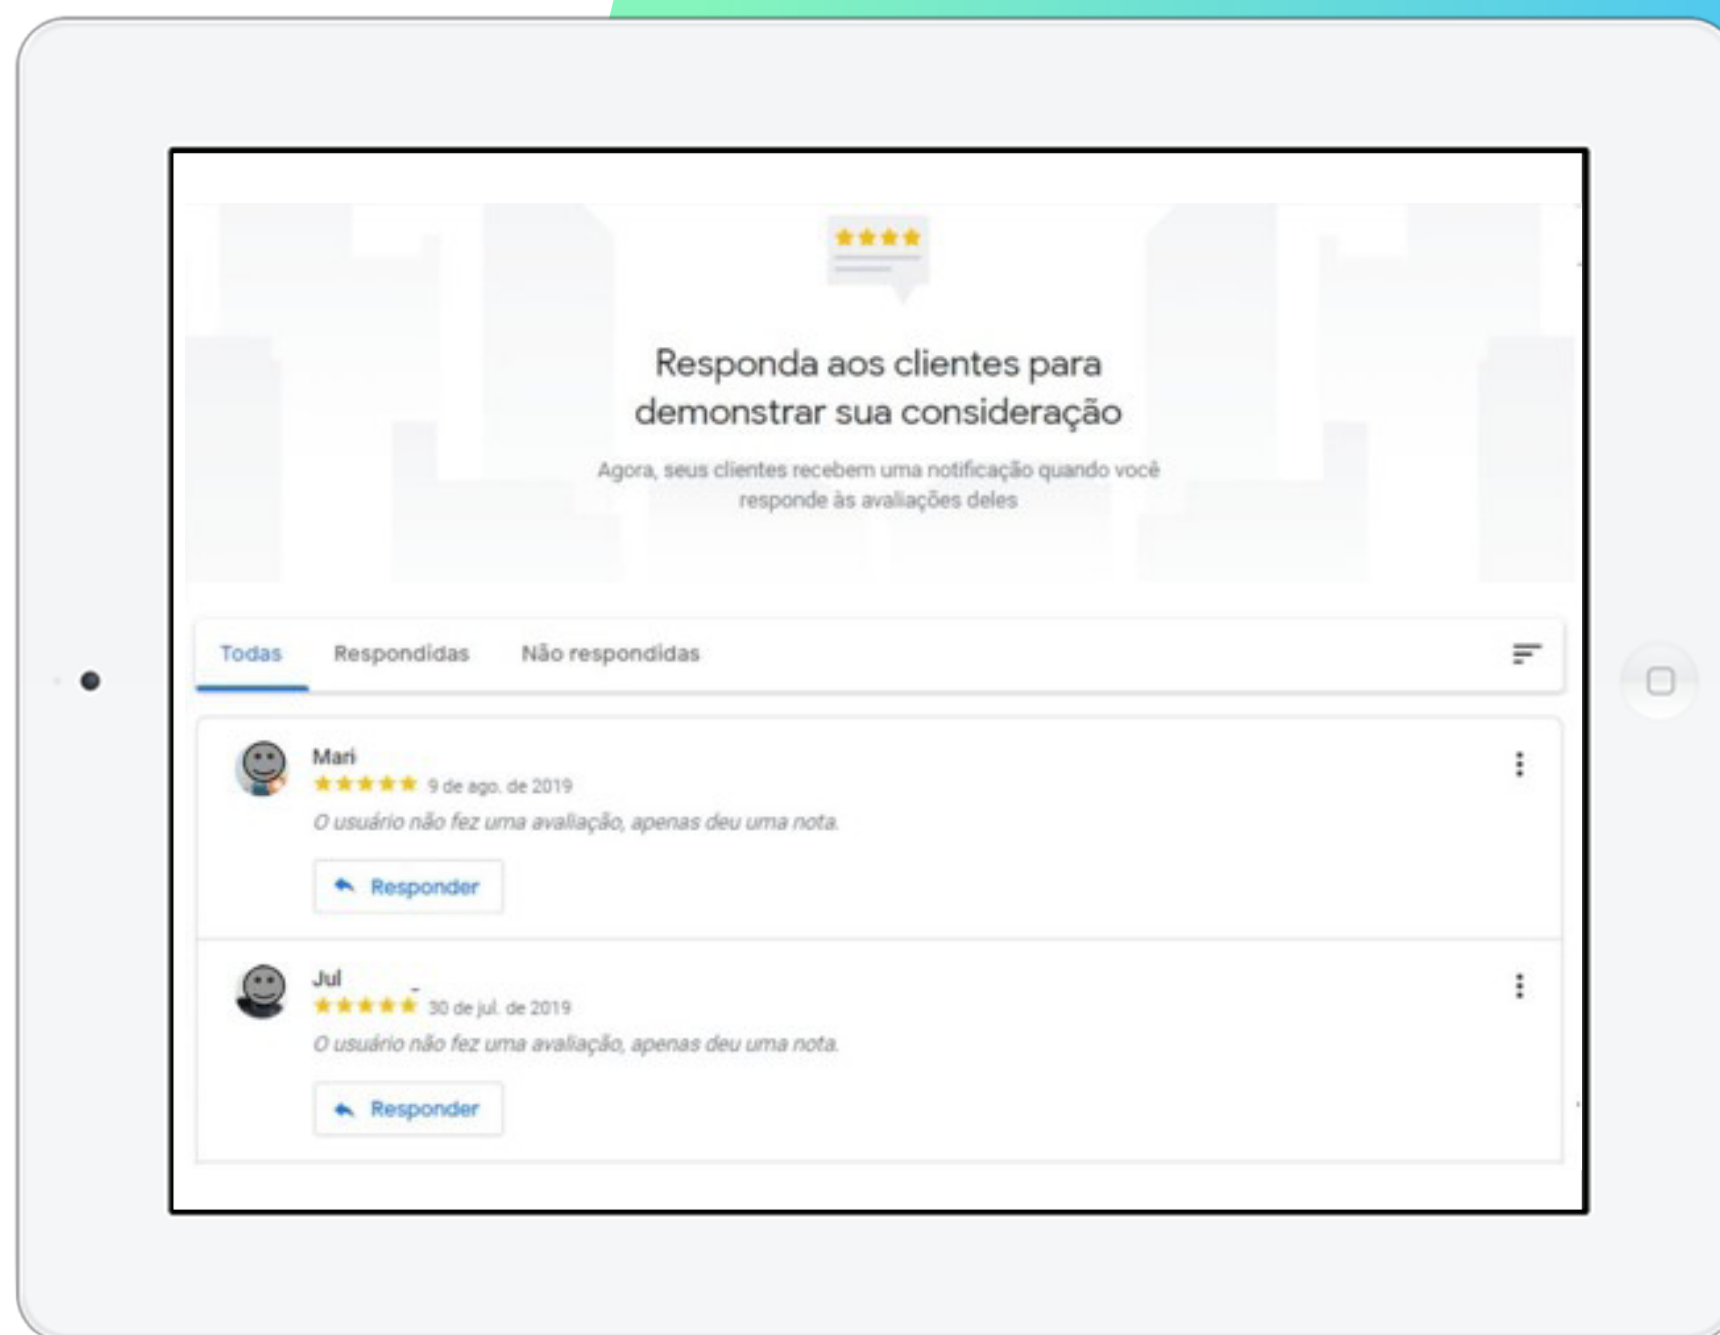 Responda aos clientes para
demonstrar sua consideração
Agora, seus clientes recebem uma notificação quando você
responde às avaliações deles
Todas Respondidas Não respondidas
Mari
9 de ago. de 2019
O usuário não fez uma avaliação, apenas deu uma nota.
Responder
Jul
30 de jul. de 2019
O usuário não fez uma avaliação, apenas deu uma nota.
Responder